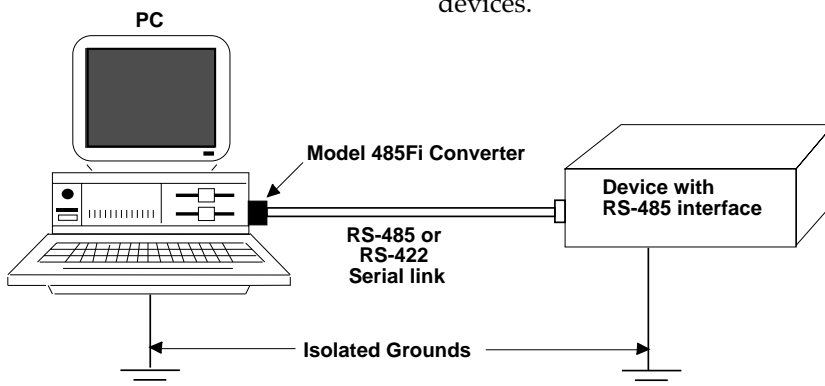 devices.
PC
Model 485Fi Converter
Device with
RS-485 interface
RS-485 or
RS-422
Serial link
Isolated Grounds